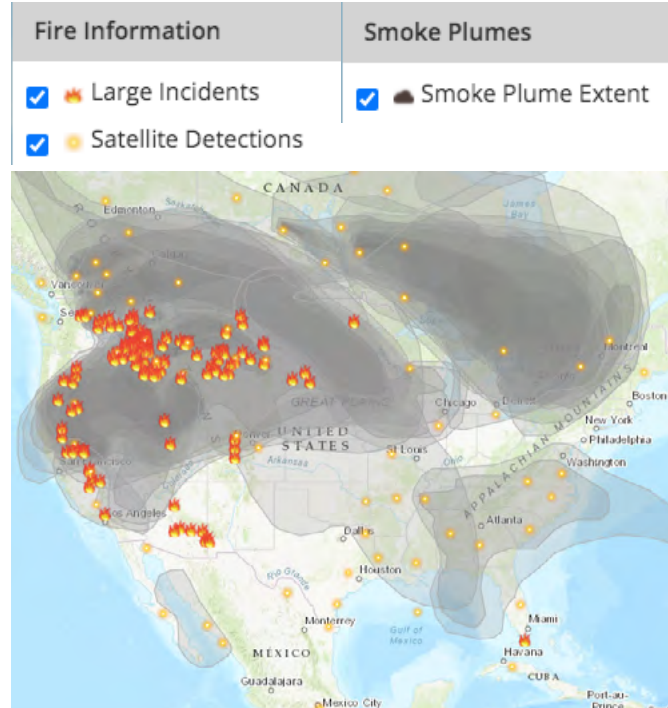 Fire Information
Smoke Plumes
Large Incidents
Smoke Plume Extent
Satellite Detections
CANADA
Edmonton
James
Bay
Vancouver
Montreal
GREAT PLAINS
Chicago
Detroit
Boston
New York
Philadelphia
UNITED
STATES
St Louis
Ohio
Washington
APPALACHIAN MOUNTAINS
Arkansas
San Francisco
Los Angeles
Atlanta
Dallas
Houston
Rio Grande
Monterrey
Gulf of
Mexico
Miami
Havana
MÉXICO
CUBA
Guadalajara
Mexico City
Port-au-
Prince